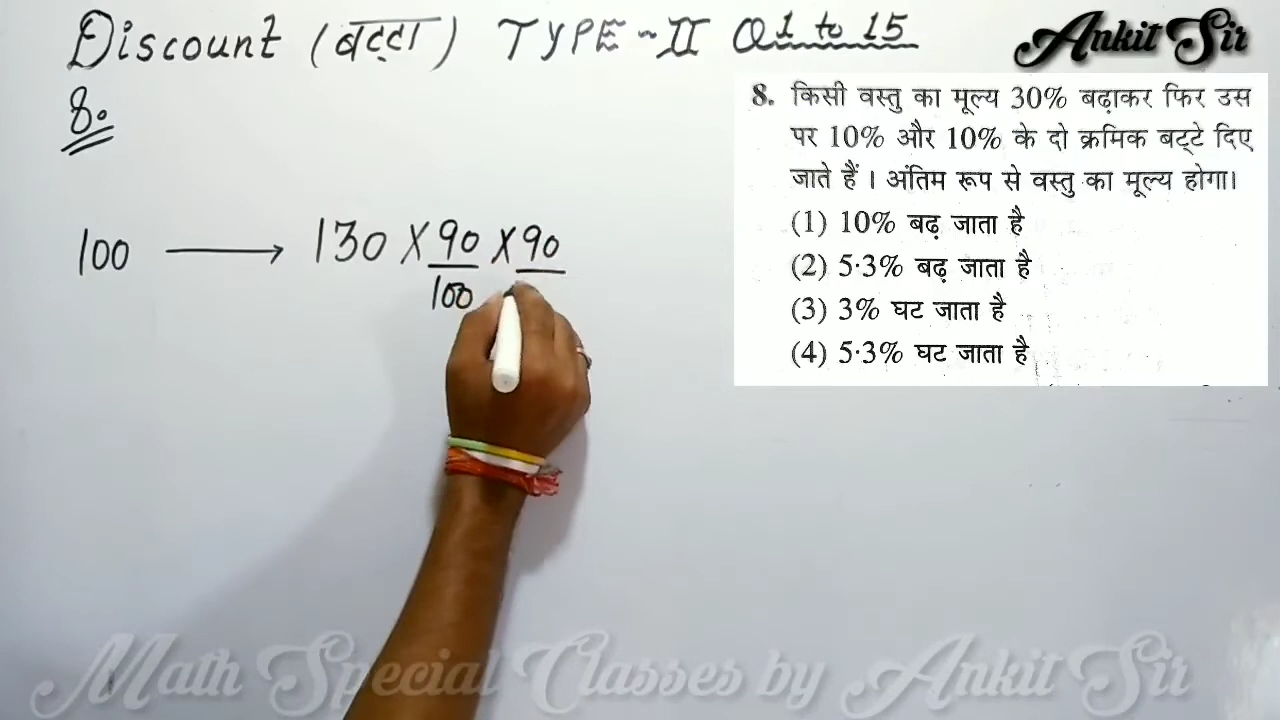 Discount (बट्टा) TYPE-II Q 1 to 15
Ankit Sir
8.
100 → 130 × 90/100 × 90
8. किसी वस्तु का मूल्य 30% बढ़ाकर फिर उस
पर 10% और 10% के दो क्रमिक बट्टे दिए
जाते हैं । अंतिम रूप से वस्तु का मूल्य होगा।
(1) 10% बढ़ जाता है
(2) 5·3% बढ़ जाता है
(3) 3% घट जाता है
(4) 5·3% घट जाता है
Math Special Classes by Ankit Sir